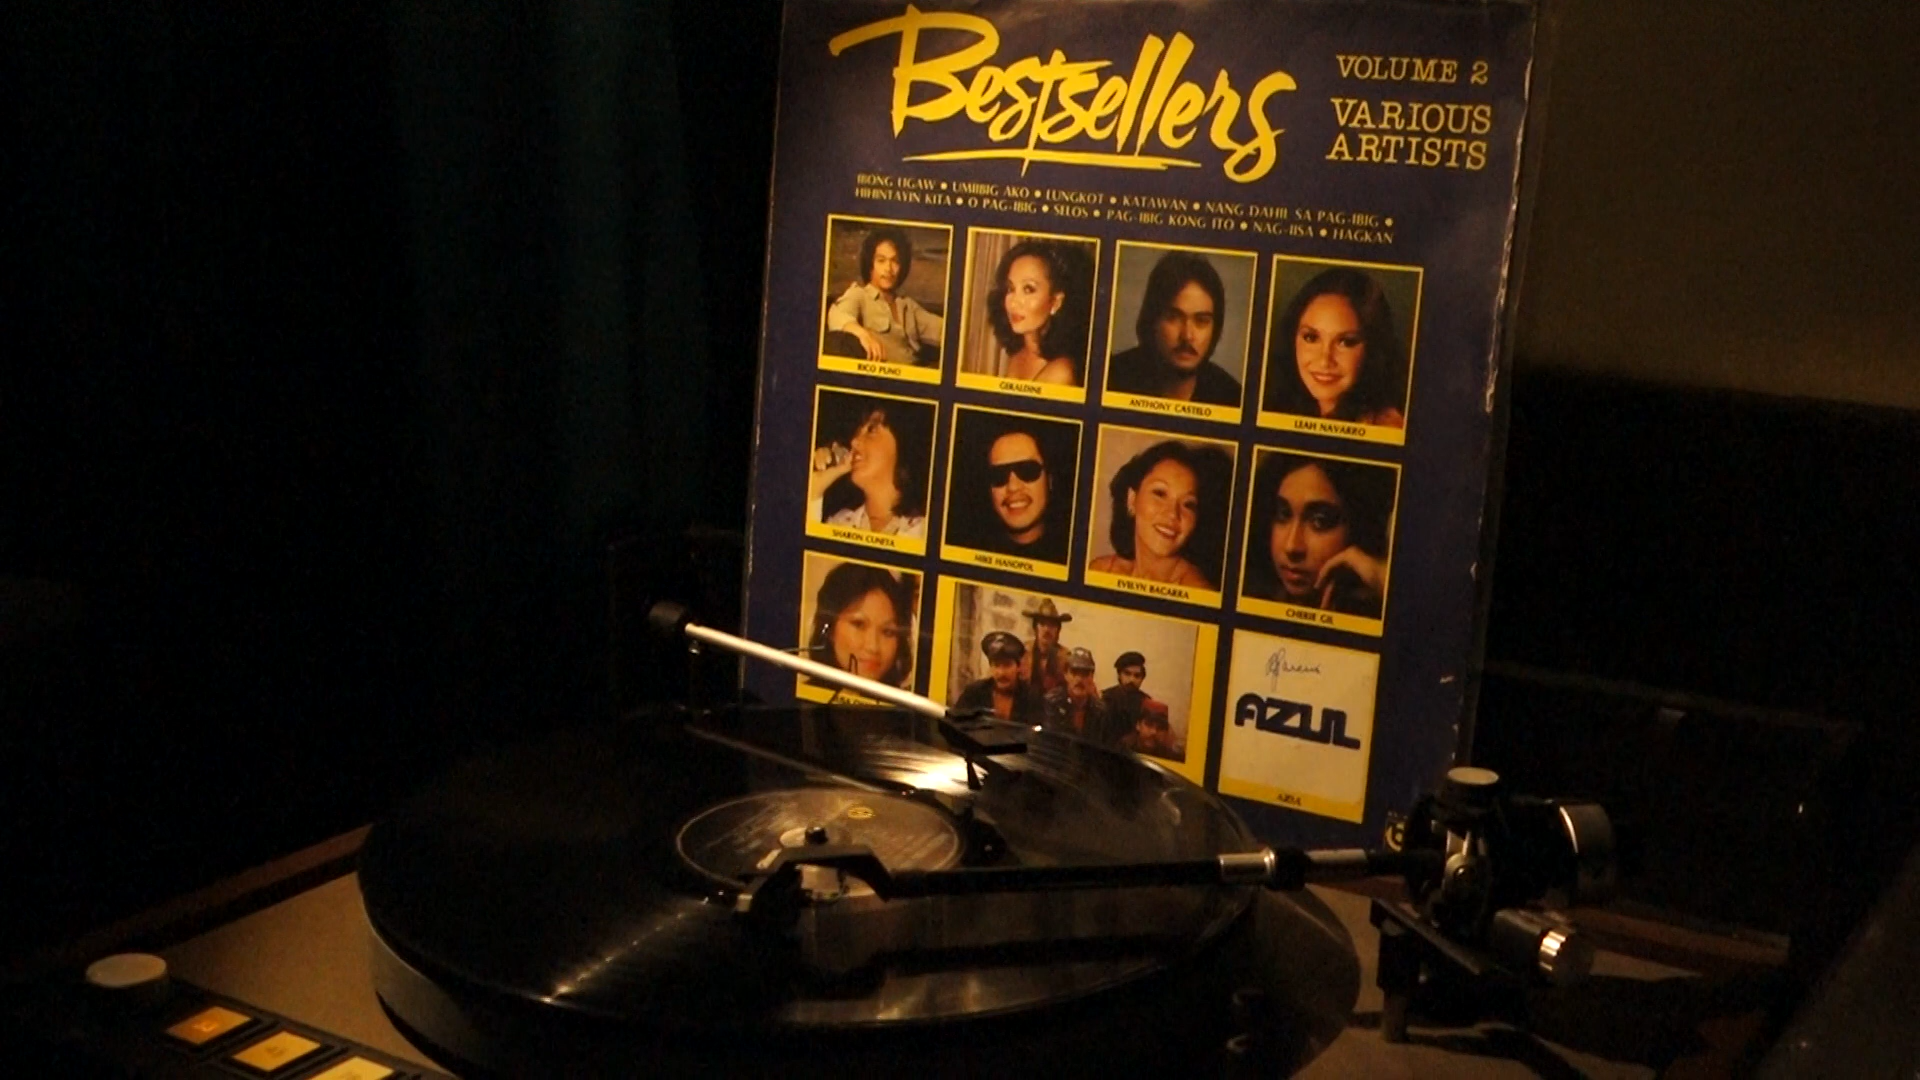 Bestsellers
VOLUME 2
VARIOUS
ARTISTS
IBONG LIGAW • UMIIBIG AKO • LUNGKOT • KATAWAN • NANG DAHIL SA PAG-IBIG •
HIHINTAYIN KITA • O PAG-IBIG • SELOS • PAG-IBIG KONG ITO • NAG-IISA • HAGKAN
RICO PUNO
GERALDINE
ANTHONY CASTELO
LEAH NAVARRO
SHARON CUNETA
MIKE HANOPOL
EVELYN BACARRA
CHERIE GIL
AZUL
AZUL